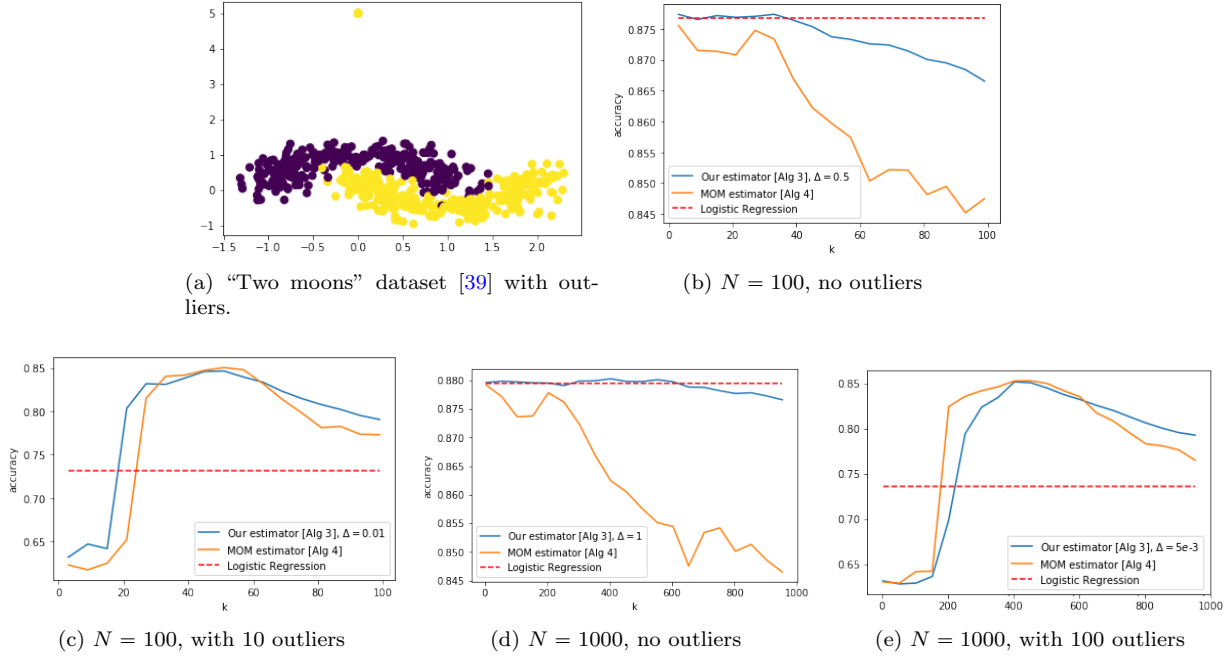 5
4
3
2
1
0
−1
−1.5 −1.0 −0.5 0.0 0.5 1.0 1.5 2.0
(a) “Two moons” dataset [39] with out-
liers.
0.875
0.870
0.865
0.860
0.855
0.850
0.845
accuracy
Our estimator [Alg 3], Δ = 0.5
MOM estimator [Alg 4]
Logistic Regression
0 20 40 60 80 100
k
(b) N = 100, no outliers
0.85
0.80
0.75
0.70
0.65
accuracy
Our estimator [Alg 3], Δ = 0.01
MOM estimator [Alg 4]
Logistic Regression
0 20 40 60 80 100
k
(c) N = 100, with 10 outliers
0.880
0.875
0.870
0.865
0.860
0.855
0.850
0.845
accuracy
Our estimator [Alg 3], Δ = 1
MOM estimator [Alg 4]
Logistic Regression
0 200 400 600 800 1000
k
(d) N = 1000, no outliers
0.85
0.80
0.75
0.70
0.65
accuracy
Our estimator [Alg 3], Δ = 5e-3
MOM estimator [Alg 4]
Logistic Regression
0 200 400 600 800 1000
k
(e) N = 1000, with 100 outliers